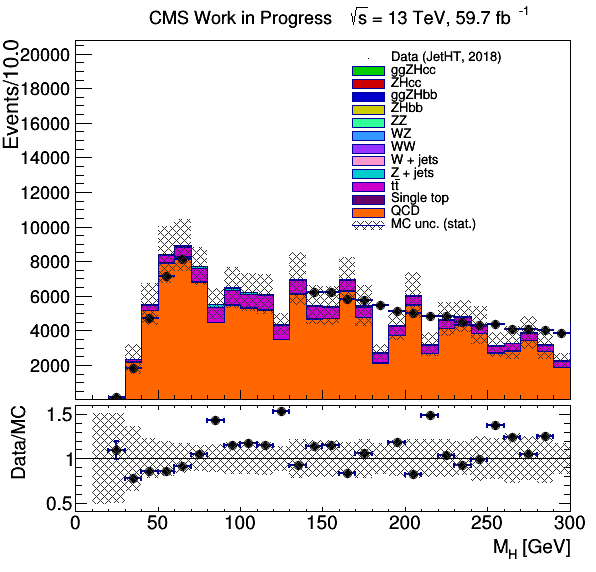 CMS Work in Progress √s = 13 TeV, 59.7 fb⁻¹
Events/10.0
20000
18000
16000
14000
12000
10000
8000
6000
4000
2000
Data (JetHT, 2018)
ggZHcc
ZHcc
ggZHbb
ZHbb
ZZ
WZ
WW
W + jets
Z + jets
tt̄
Single top
QCD
MC unc. (stat.)
Data/MC
1.5
1
0.5
0 50 100 150 200 250 300
M_H [GeV]